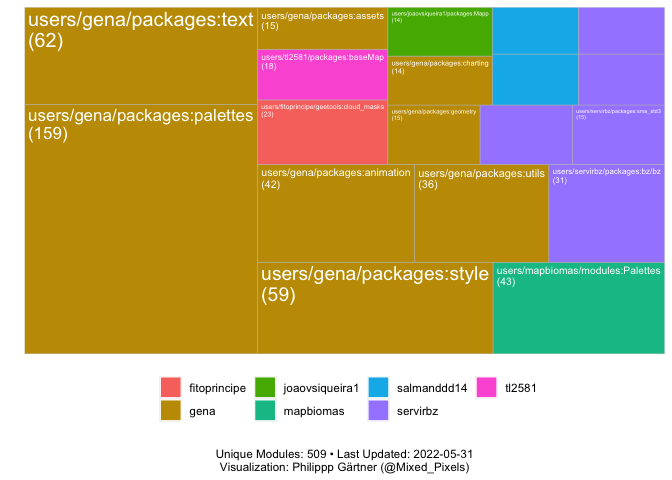 users/gena/packages:text
(62)
users/gena/packages:palettes
(159)
users/gena/packages:assets
(15)
users/tl2581/packages:baseMap
(18)
users/fitoprincipe/geetools:cloud_masks
(23)
users/joaovsiqueira1/packages:Mapp
(14)
users/gena/packages:charting
(14)
users/gena/packages:geometry
(15)
users/servirbz/packages:sma_std3
(15)
users/gena/packages:animation
(42)
users/gena/packages:utils
(36)
users/servirbz/packages:bz/bz
(31)
users/gena/packages:style
(59)
users/mapbiomas/modules:Palettes
(43)
fitoprincipe
joaovsiqueira1
salmanddd14
tl2581
gena
mapbiomas
servirbz
Unique Modules: 509 • Last Updated: 2022-05-31
Visualization: Philippp Gärtner (@Mixed_Pixels)